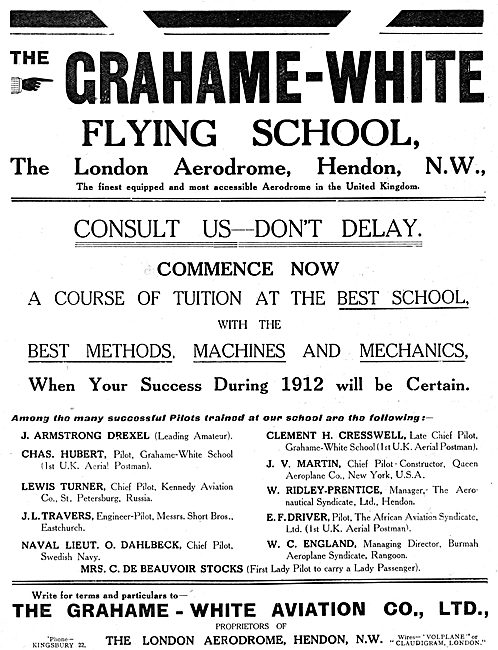 THE
GRAHAME-WHITE
FLYING SCHOOL,
The London Aerodrome, Hendon, N.W.,
The finest equipped and most accessible Aerodrome in the United Kingdom.
CONSULT US—DON'T DELAY.
COMMENCE NOW
A COURSE OF TUITION AT THE BEST SCHOOL,
WITH THE
BEST METHODS, MACHINES AND MECHANICS,
When Your Success During 1912 will be Certain.
Among the many successful Pilots trained at our school are the following:—
J. ARMSTRONG DREXEL (Leading Amateur).
CHAS. HUBERT, Pilot, Grahame-White School
(1st U.K. Aerial Postman).
LEWIS TURNER, Chief Pilot, Kennedy Aviation
Co., St. Petersburg, Russia.
J.L. TRAVERS, Engineer-Pilot, Messrs. Short Bros.,
Eastchurch.
NAVAL LIEUT. O. DAHLBECK, Chief Pilot,
Swedish Navy.
CLEMENT H. CRESSWELL, Late Chief Pilot,
Grahame-White School (1st U.K. Aerial Postman).
J. V. MARTIN, Chief Pilot-Constructor, Queen
Aeroplane Co., New York, U.S.A.
W. RIDLEY-PRENTICE, Manager, The Aero-
nautical Syndicate, Ltd., Hendon.
E.F. DRIVER, Pilot, The African Aviation Syndicate,
Ltd. (1st U.K. Aerial Postman).
W. C. ENGLAND, Managing Director, Burmah
Aeroplane Syndicate, Rangoon.
MRS. C. DE BEAUVOIR STOCKS (First Lady Pilot to carry a Lady Passenger).
Write for terms and particulars to—
THE GRAHAME-WHITE AVIATION CO., LTD.,
PROPRIETORS OF
'Phone—
KINGSBURY 22.
THE LONDON AERODROME, HENDON, N.W.
Wires—"VOLPLANE" or
"CLAUDIGRAM, LONDON."